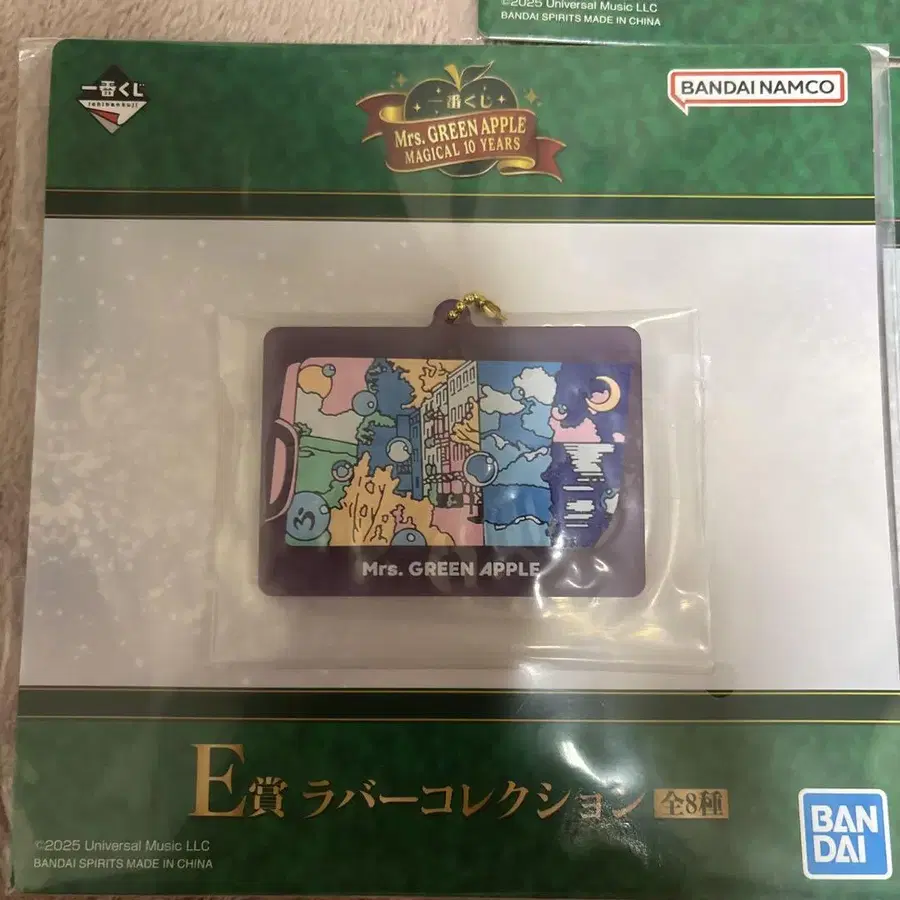 ©2025 Universal Music LLC
BANDAI SPIRITS MADE IN CHINA
一番くじ
ichibankuji
一番くじ
Mrs. GREEN APPLE
MAGICAL 10 YEARS
BANDAI NAMCO
Mrs. GREEN APPLE
E賞 ラバーコレクション 全8種
©2025 Universal Music LLC
BANDAI SPIRITS MADE IN CHINA
BAN
DAI